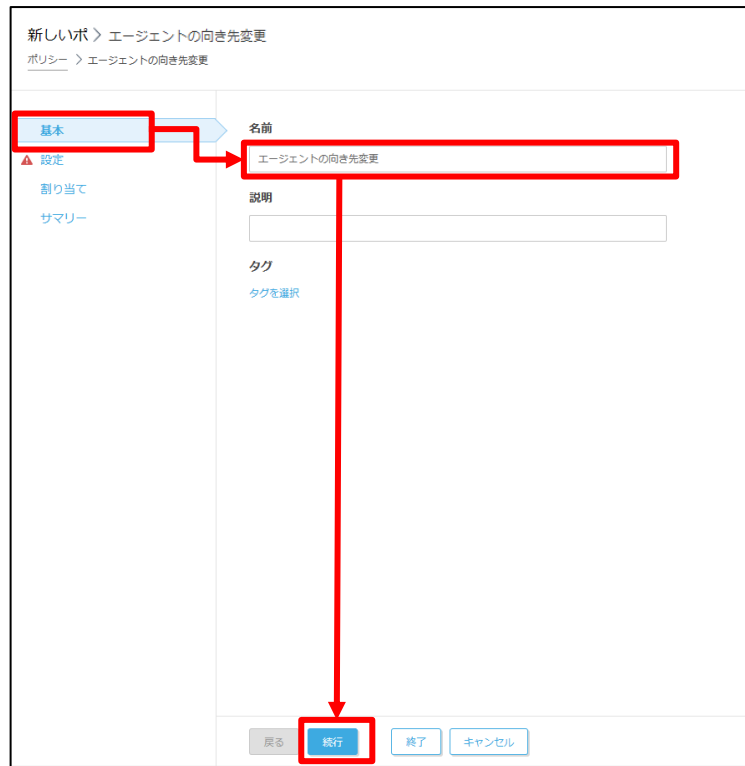 新しいポ > エージェントの向き先変更
ポリシー > エージェントの向き先変更
基本
設定
割り当て
サマリー
名前
エージェントの向き先変更
説明
タグ
タグを選択
戻る 続行 終了 キャンセル